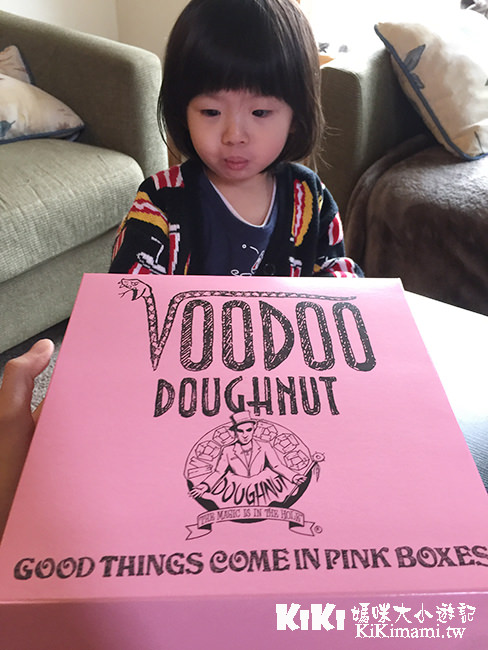 VOODOO
DOUGHNUT
DOUGHNUT
THE MAGIC IS IN THE HOLE
®
GOOD THINGS COME IN PINK BOXES
KiKi 媽咪大小遊記
KiKimami.tw